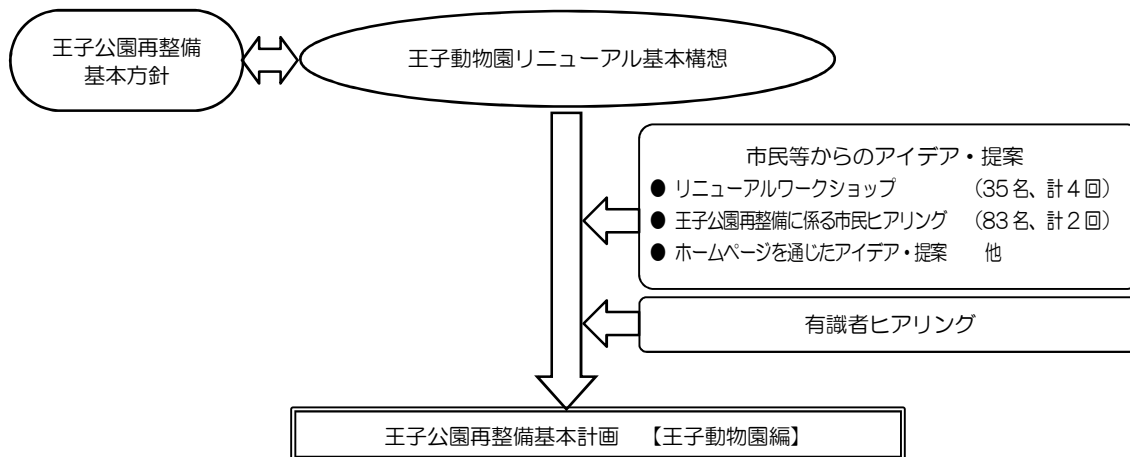 王子公園再整備
基本方針
王子動物園リニューアル基本構想
市民等からのアイデア・提案
● リニューアルワークショップ （35名、計4回）
● 王子公園再整備に係る市民ヒアリング （83名、計2回）
● ホームページを通じたアイデア・提案 他
有識者ヒアリング
王子公園再整備基本計画 【王子動物園編】